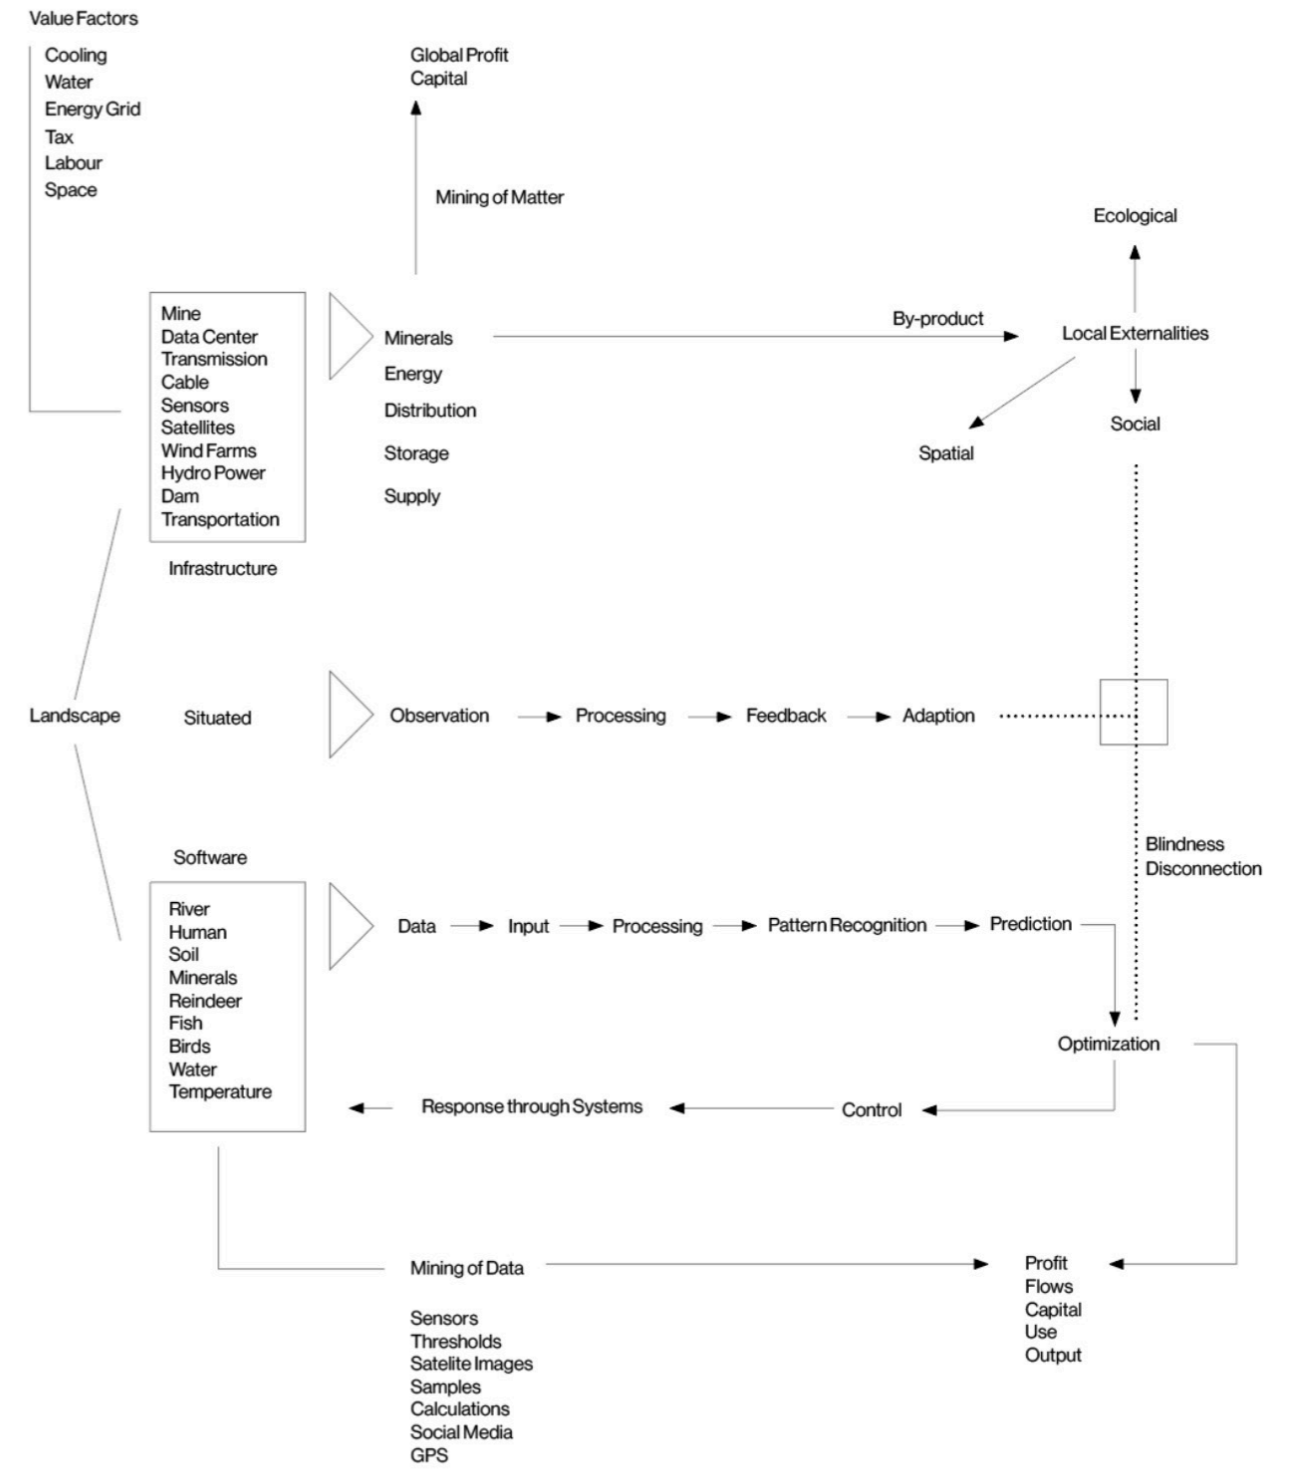 Value Factors
Cooling
Water
Energy Grid
Tax
Labour
Space
Global Profit
Capital
Mining of Matter
Ecological
Mine
Data Center
Transmission
Cable
Sensors
Satellites
Wind Farms
Hydro Power
Dam
Transportation
Infrastructure
Minerals
Energy
Distribution
Storage
Supply
By-product
Local Externalities
Spatial
Social
Landscape
Situated
Observation
Processing
Feedback
Adaption
Blindness
Disconnection
Software
River
Human
Soil
Minerals
Reindeer
Fish
Birds
Water
Temperature
Data
Input
Processing
Pattern Recognition
Prediction
Optimization
Control
Response through Systems
Mining of Data
Sensors
Thresholds
Satelite Images
Samples
Calculations
Social Media
GPS
Profit
Flows
Capital
Use
Output